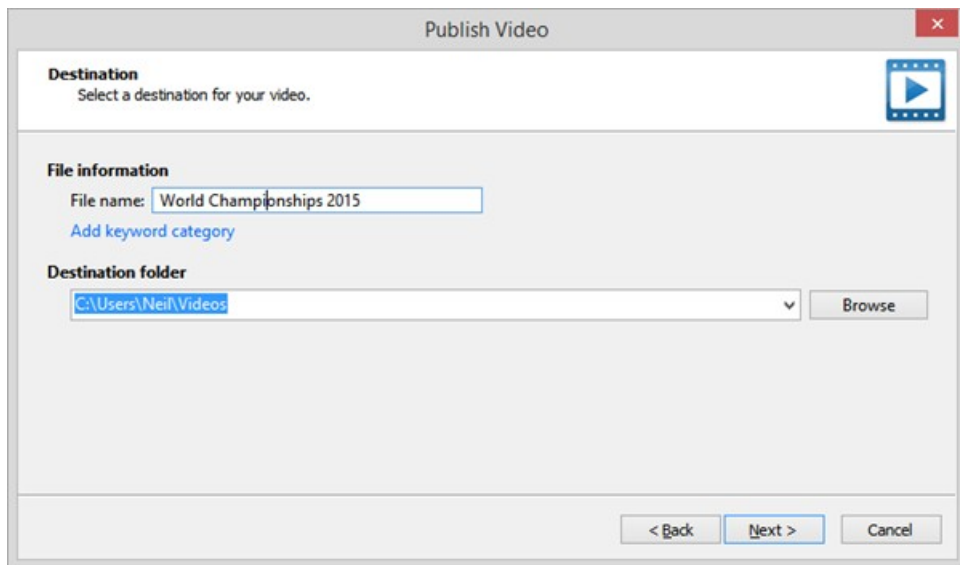 Publish Video
Destination
Select a destination for your video.
File information
File name: World Championships 2015
Add keyword category
Destination folder
C:\Users\Neil\Videos Browse
< Back Next > Cancel